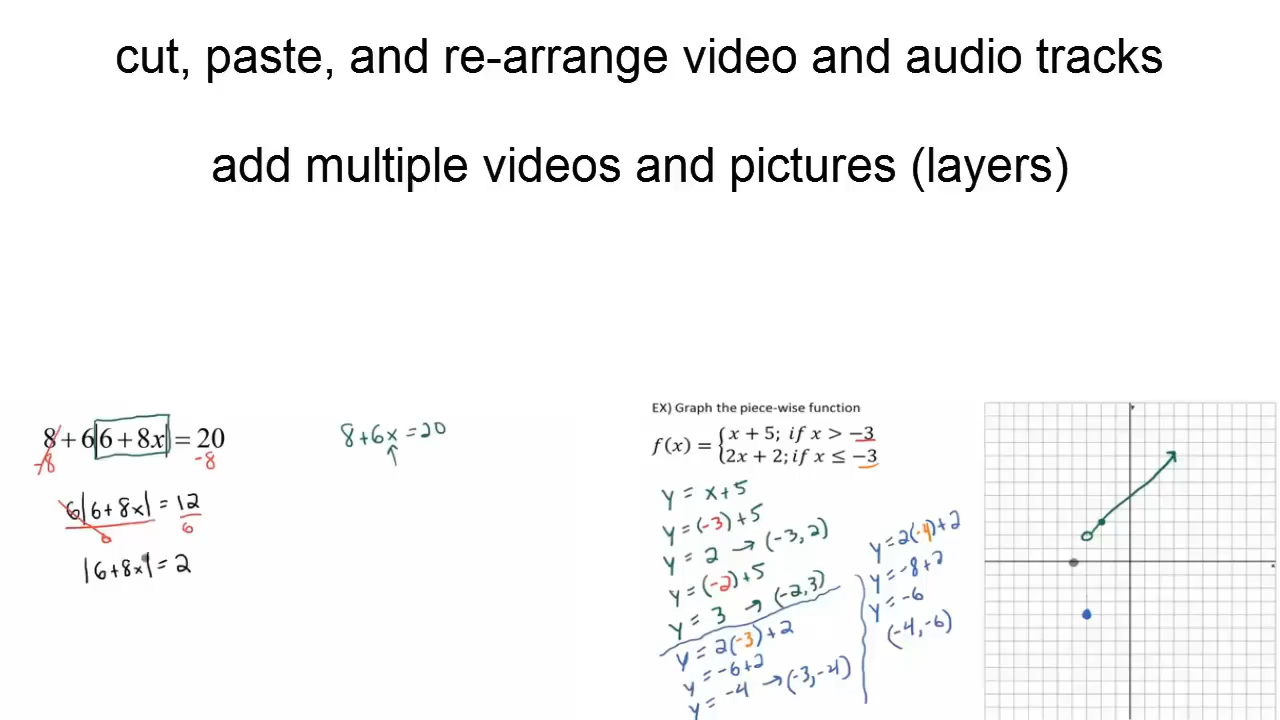 cut, paste, and re-arrange video and audio tracks
add multiple videos and pictures (layers)
8 + 6|6 + 8x| = 20
-8 -8
6|6+8x| = 12
6 6
|6+8x| = 2
8+6x = 20
EX) Graph the piece-wise function
f(x) = { x + 5; if x > −3
2x + 2; if x ≤ −3
y = x+5
y = (-3)+5
y = 2 → (-3, 2)
y = (-2)+5
y = 3 → (-2,3)
y = 2(-3)+2
y = -6+2
y = -4 → (-3,-4)
y = 2(-4)+2
y = -8+2
y = -6
(-4,-6)